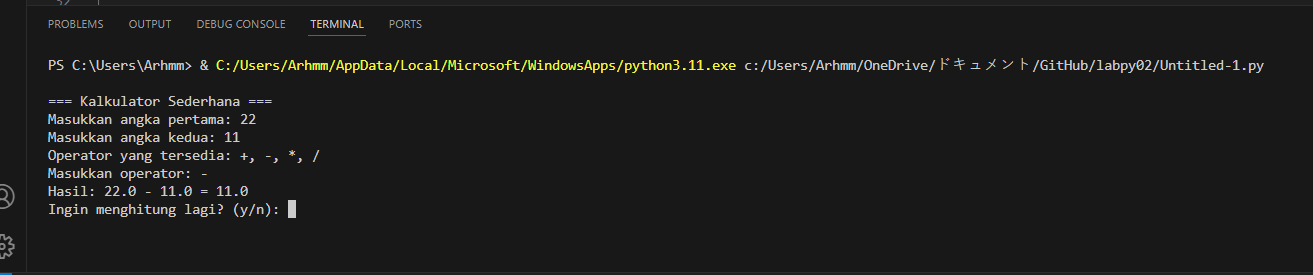 PROBLEMS OUTPUT DEBUG CONSOLE TERMINAL PORTS
PS C:\Users\Arhmm> & C:/Users/Arhmm/AppData/Local/Microsoft/WindowsApps/python3.11.exe c:/Users/Arhmm/OneDrive/ドキュメント/GitHub/labpy02/Untitled-1.py
=== Kalkulator Sederhana ===
Masukkan angka pertama: 22
Masukkan angka kedua: 11
Operator yang tersedia: +, -, *, /
Masukkan operator: -
Hasil: 22.0 - 11.0 = 11.0
Ingin menghitung lagi? (y/n):